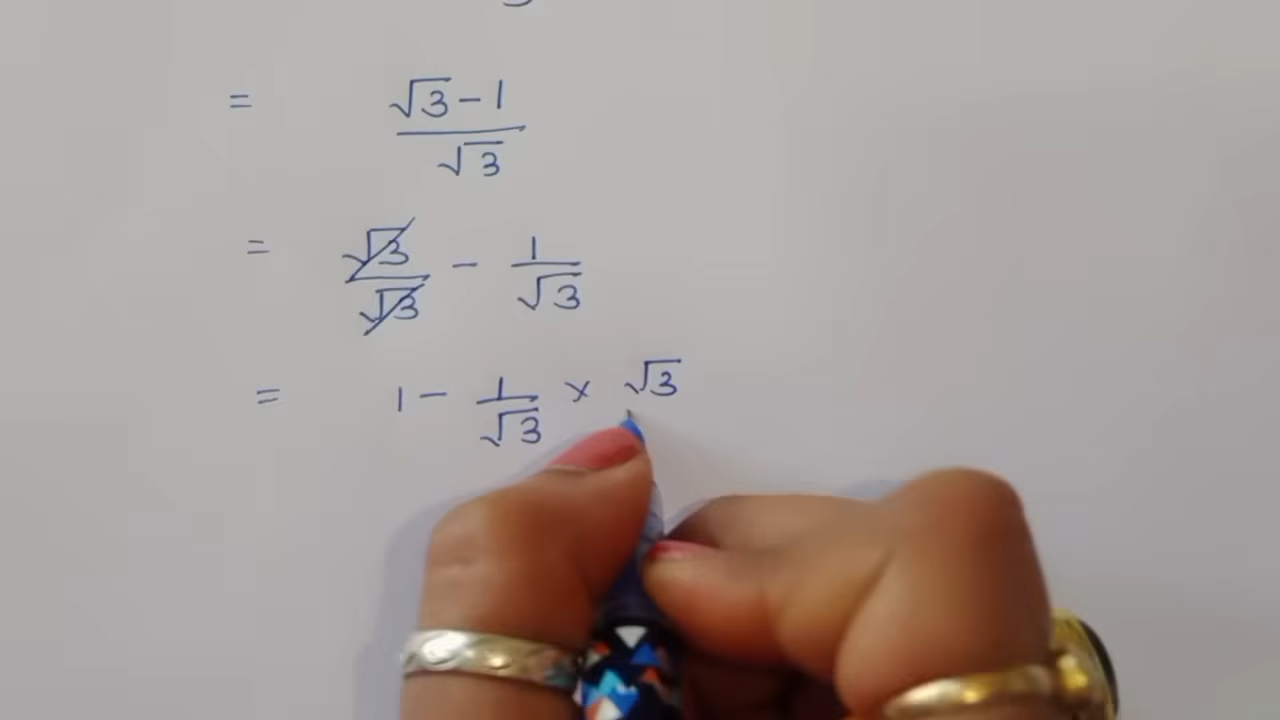 = (√3 - 1)/√3
= √3/√3 - 1/√3
= 1 - 1/√3 × √3